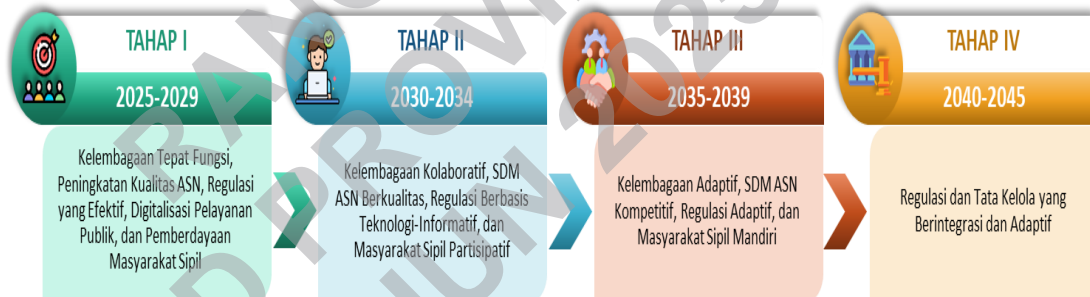 TAHAP I
2025-2029
Kelembagaan Tepat Fungsi,
Peningkatan Kualitas ASN, Regulasi
yang Efektif, Digitalisasi Pelayanan
Publik, dan Pemberdayaan
Masyarakat Sipil
TAHAP II
2030-2034
Kelembagaan Kolaboratif, SDM
ASN Berkualitas, Regulasi Berbasis
Teknologi-Informatif, dan
Masyarakat Sipil Partisipatif
TAHAP III
2035-2039
Kelembagaan Adaptif, SDM ASN
Kompetitif, Regulasi Adaptif, dan
Masyarakat Sipil Mandiri
TAHAP IV
2040-2045
Regulasi dan Tata Kelola yang
Berintegrasi dan Adaptif